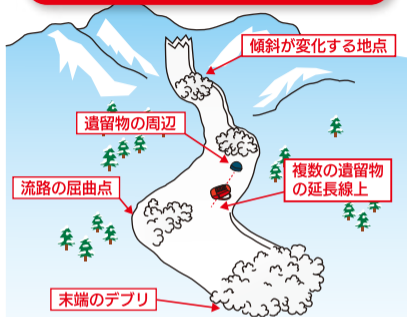 傾斜が変化する地点
遺留物の周辺
複数の遺留物
の延長線上
流路の屈曲点
末端のデブリ